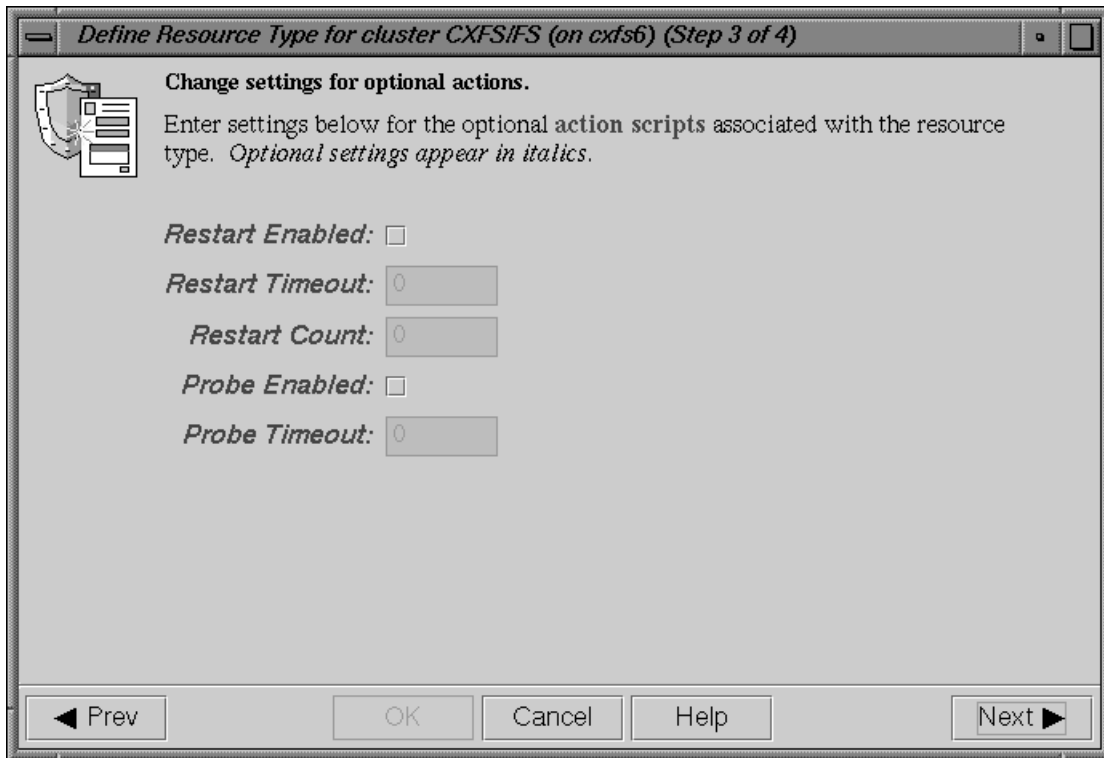 Define Resource Type for cluster CXFS/FS (on cxfs6) (Step 3 of 4)
Change settings for optional actions.
Enter settings below for the optional action scripts associated with the resource
type. Optional settings appear in italics.
Restart Enabled:
Restart Timeout: 0
Restart Count: 0
Probe Enabled:
Probe Timeout: 0
Prev OK Cancel Help Next